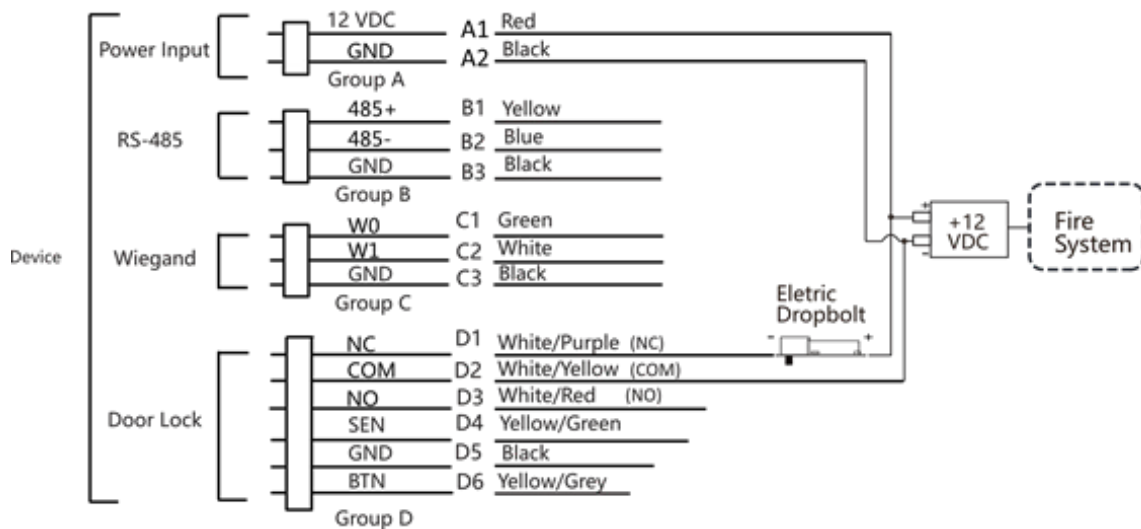 Device
Power Input
12 VDC A1 Red
GND A2 Black
Group A
RS-485
485+ B1 Yellow
485- B2 Blue
GND B3 Black
Group B
Wiegand
W0 C1 Green
W1 C2 White
GND C3 Black
Group C
Door Lock
NC D1 White/Purple (NC)
COM D2 White/Yellow (COM)
NO D3 White/Red (NO)
SEN D4 Yellow/Green
GND D5 Black
BTN D6 Yellow/Grey
Group D
Eletric
Dropbolt
- +
+
+12
VDC
-
Fire
System